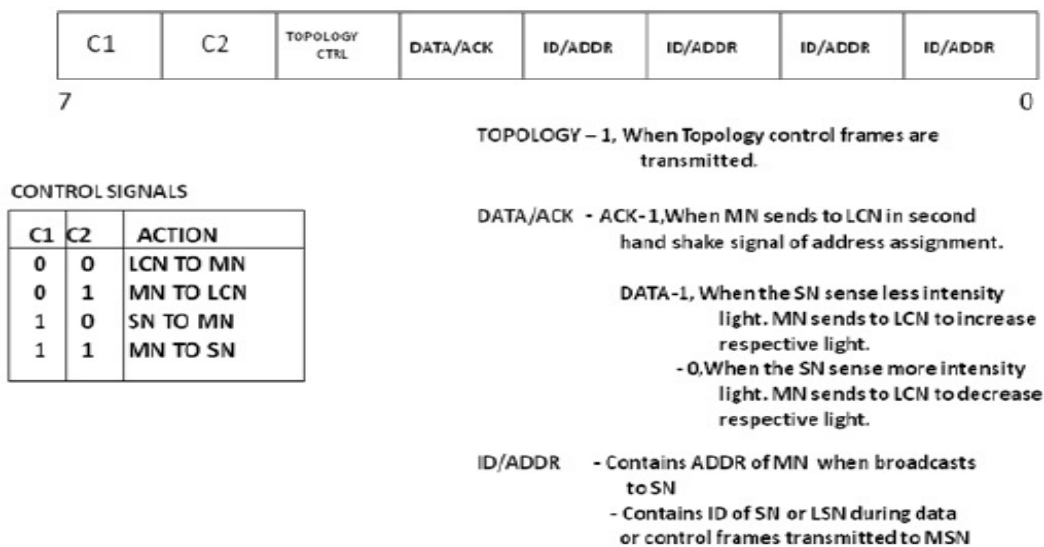 C1 C2 TOPOLOGY CTRL DATA/ACK ID/ADDR ID/ADDR ID/ADDR ID/ADDR
7 0
TOPOLOGY – 1, When Topology control frames are
transmitted.
CONTROL SIGNALS
C1 C2 ACTION
0 0 LCN TO MN
0 1 MN TO LCN
1 0 SN TO MN
1 1 MN TO SN
DATA/ACK - ACK-1,When MN sends to LCN in second
hand shake signal of address assignment.
DATA-1, When the SN sense less intensity
light. MN sends to LCN to increase
respective light.
- 0,When the SN sense more intensity
light. MN sends to LCN to decrease
respective light.
ID/ADDR - Contains ADDR of MN when broadcasts
to SN
- Contains ID of SN or LSN during data
or control frames transmitted to MSN